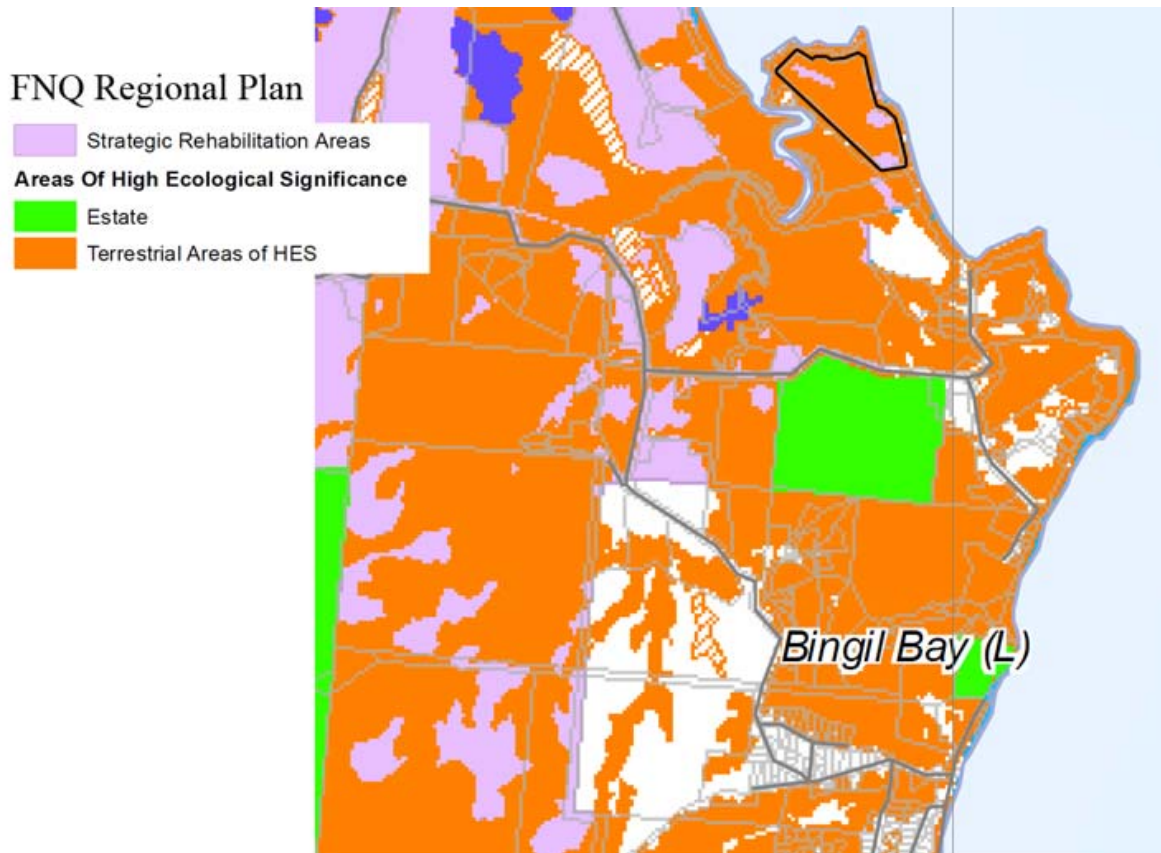 FNQ Regional Plan
Strategic Rehabilitation Areas
Areas Of High Ecological Significance
Estate
Terrestrial Areas of HES
Bingil Bay (L)